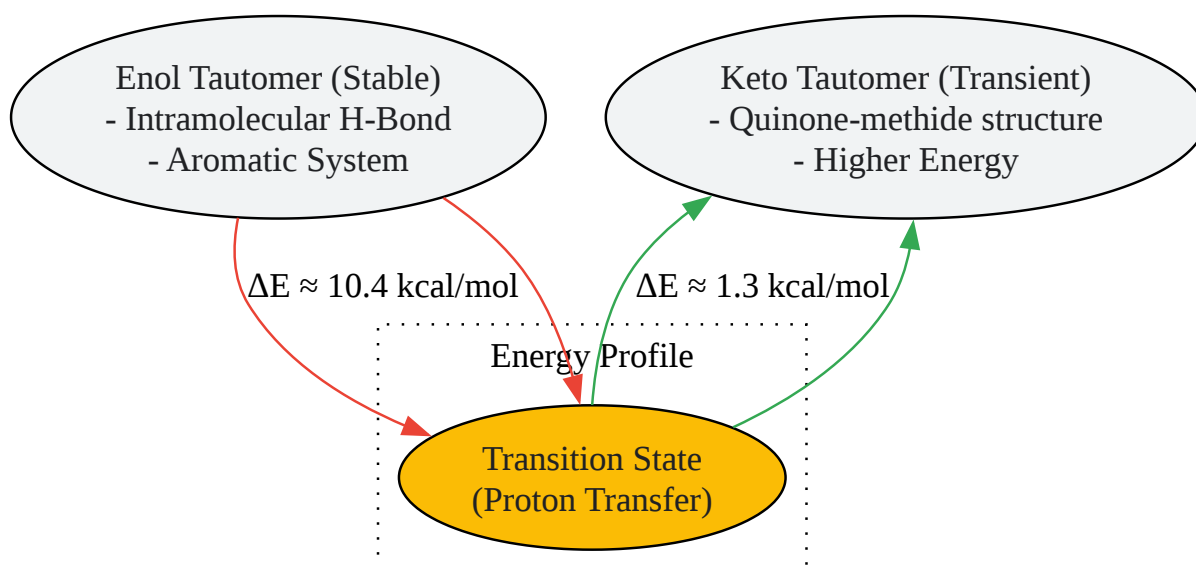 Enol Tautomer (Stable)
- Intramolecular H-Bond
- Aromatic System
Keto Tautomer (Transient)
- Quinone-methide structure
- Higher Energy
ΔE ≈ 10.4 kcal/mol
ΔE ≈ 1.3 kcal/mol
Energy Profile
Transition State
(Proton Transfer)